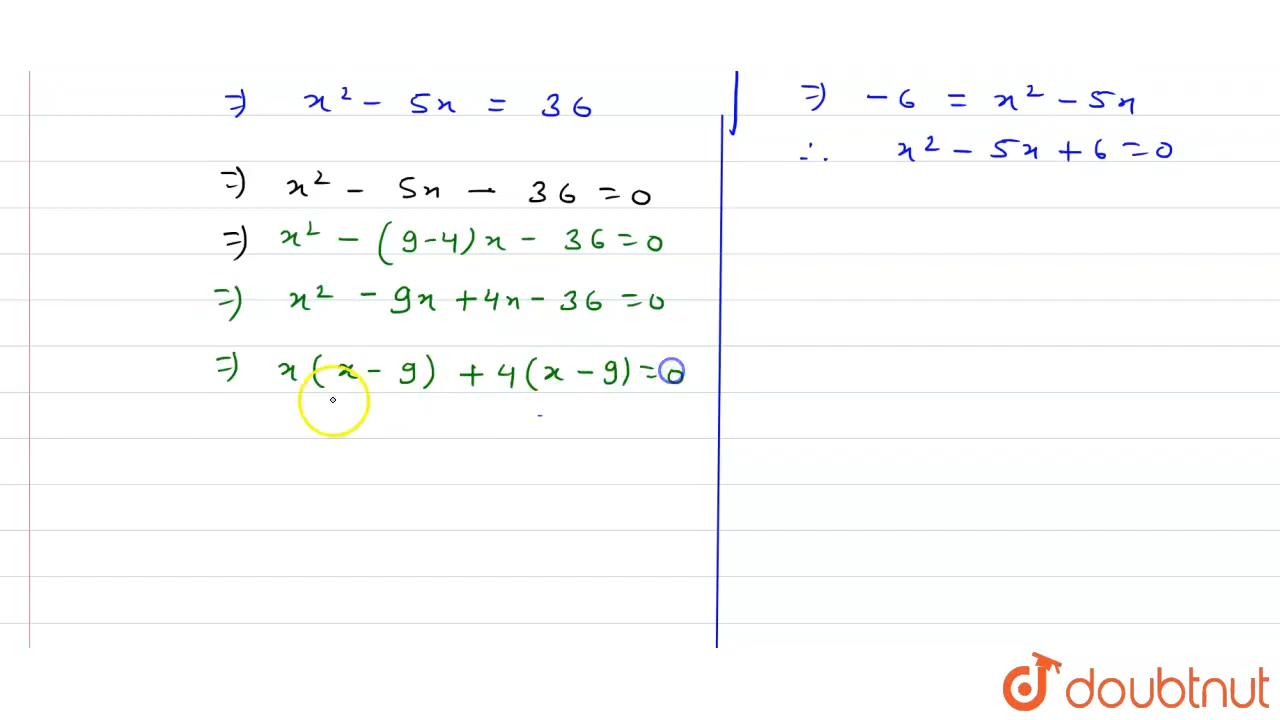 ⇒ x² - 5x = 36
⇒ x² - 5x - 36 = 0
⇒ x² - (9-4)x - 36 = 0
⇒ x² - 9x + 4x - 36 = 0
⇒ x(x - 9) + 4(x - 9) = 0
⇒ -6 = x² - 5x
∴ x² - 5x + 6 = 0
doubtnut